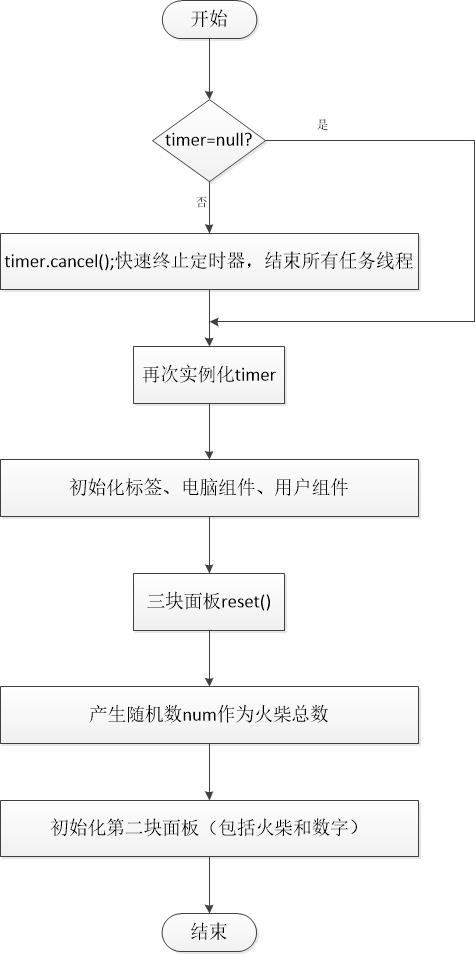 开始
timer=null?
是
否
timer.cancel();快速终止定时器，结束所有任务线程
再次实例化timer
初始化标签、电脑组件、用户组件
三块面板reset()
产生随机数num作为火柴总数
初始化第二块面板（包括火柴和数字）
结束